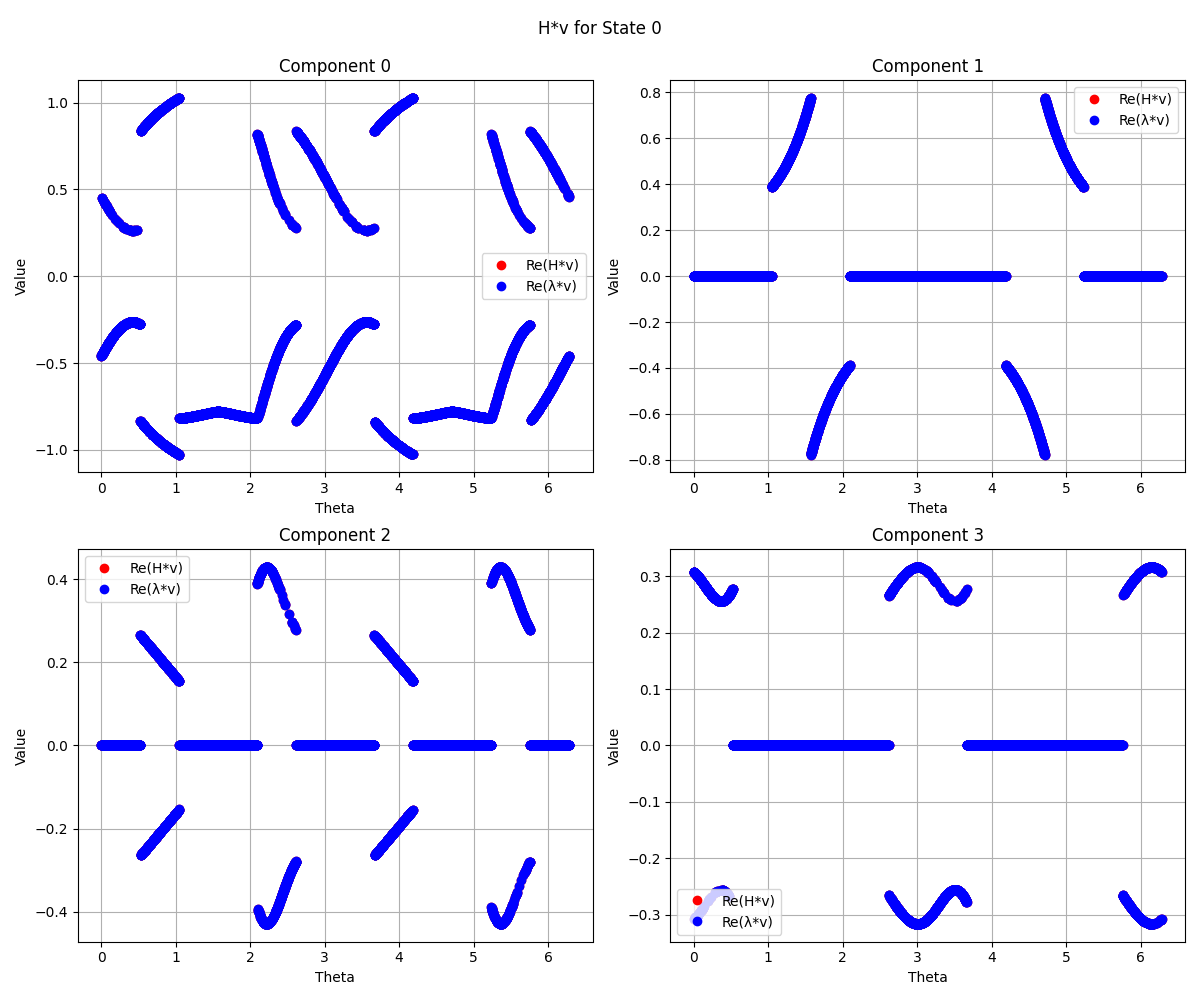 H*v for State 0
Component 0
1.0
0.5
0.0
−0.5
−1.0
Value
0 1 2 3 4 5 6
Theta
Re(H*v)
Re(λ*v)
Component 1
0.8
0.6
0.4
0.2
0.0
−0.2
−0.4
−0.6
−0.8
Value
0 1 2 3 4 5 6
Theta
Re(H*v)
Re(λ*v)
Component 2
0.4
0.2
0.0
−0.2
−0.4
Value
0 1 2 3 4 5 6
Theta
Re(H*v)
Re(λ*v)
Component 3
0.3
0.2
0.1
0.0
−0.1
−0.2
−0.3
Value
0 1 2 3 4 5 6
Theta
Re(H*v)
Re(λ*v)